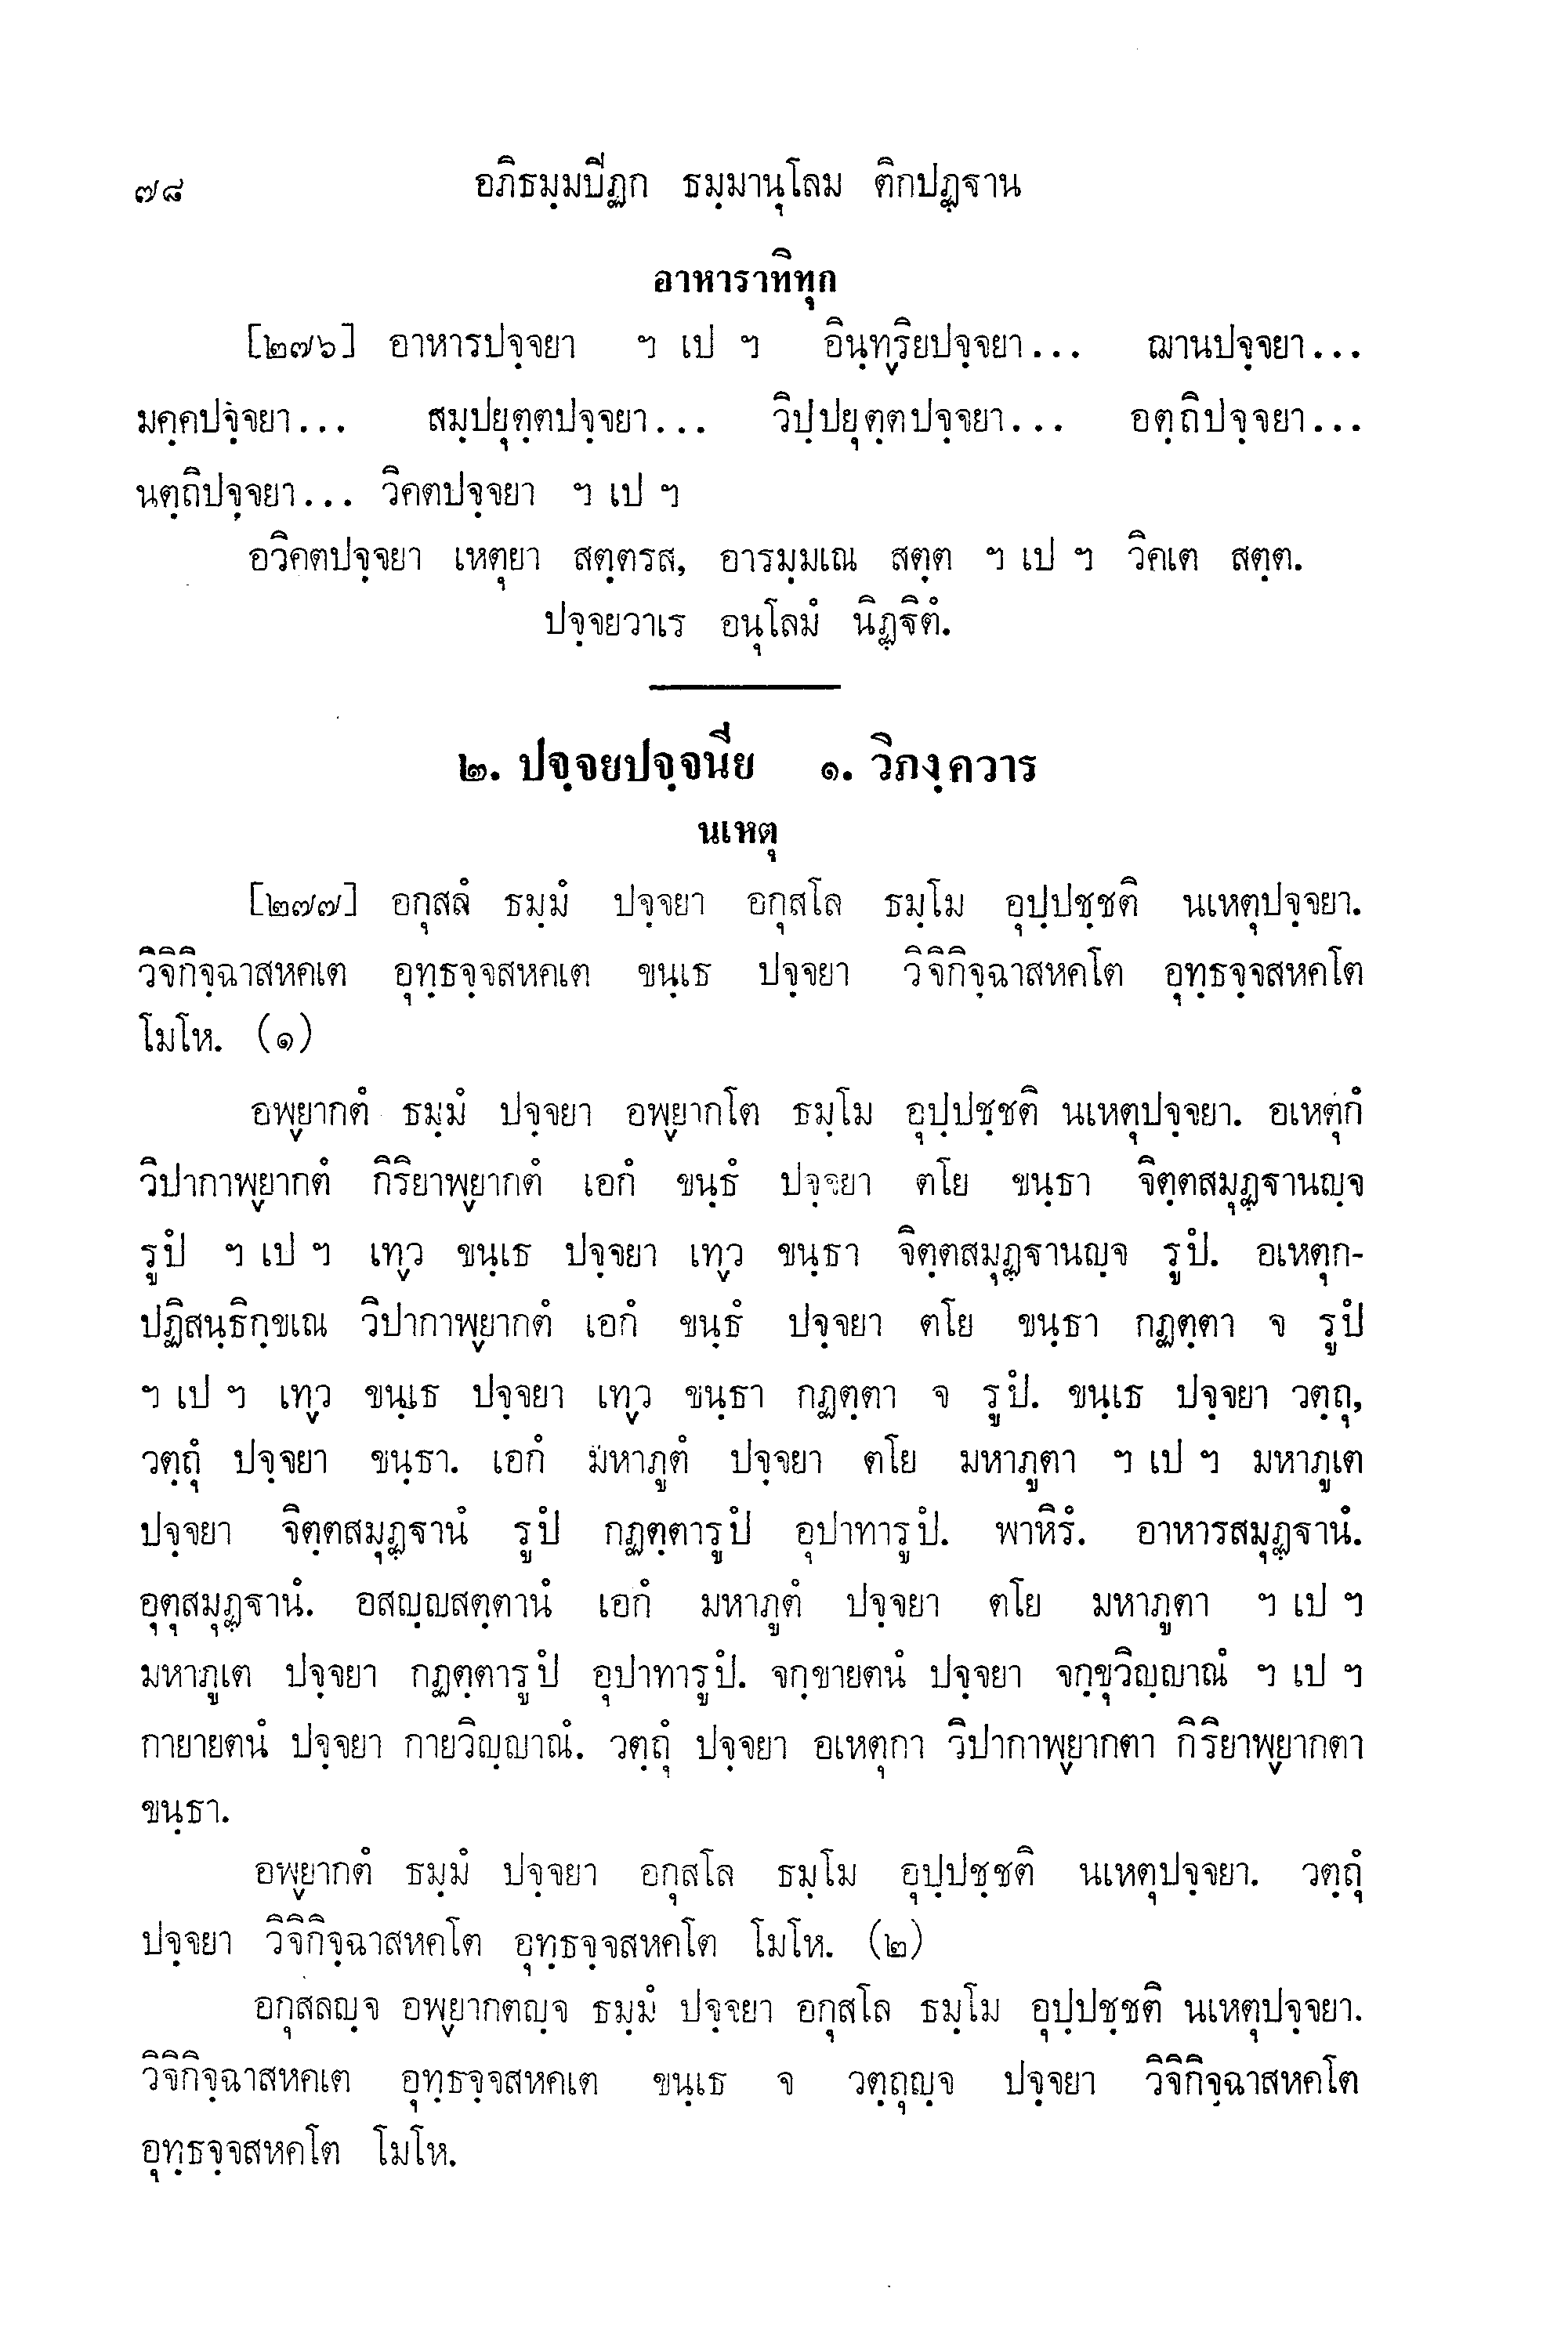 ๗๘ อภิธมฺมปิฏก ธมฺมานุโลม ติกปฏฺฐาน
อาหาราทิทุก
[๒๗๖] อาหารปจฺจยา ฯ เป ฯ อินฺทฺริยปจฺจยา... ฌานปจฺจยา...
มคฺคปจฺจยา... สมฺปยุตฺตปจฺจยา... วิปฺปยุตฺตปจฺจยา... อตฺถิปจฺจยา...
นตฺถิปจฺจยา... วิคตปจฺจยา ฯ เป ฯ
อวิคตปจฺจยา เหตุยา สตฺตรส, อารมฺมเณ สตฺต ฯ เป ฯ วิคเต สตฺต.
ปจฺจยวาเร อนุโลมํ นิฏฺฐิตํ.
๒. ปจฺจยปจฺจนีย ๑. วิภงฺควาร
นเหตุ
[๒๗๗] อกุสลํ ธมฺมํ ปจฺจยา อกุสโล ธมฺโม อุปฺปชฺชติ นเหตุปจฺจยา.
วิจิกิจฺฉาสหคเต อุทฺธจฺจสหคเต ขนฺเธ ปจฺจยา วิจิกิจฺฉาสหคโต อุทฺธจฺจสหคโต
โมโห. (๑)
อพฺยากตํ ธมฺมํ ปจฺจยา อพฺยากโต ธมฺโม อุปฺปชฺชติ นเหตุปจฺจยา. อเหตุกํ
วิปากาพฺยากตํ กิริยาพฺยากตํ เอกํ ขนฺธํ ปจฺจยา ตโย ขนฺธา จิตฺตสมุฏฺฐานญฺจ
รูปํ ฯ เป ฯ เทฺว ขนฺเธ ปจฺจยา เทฺว ขนฺธา จิตฺตสมุฏฺฐานญฺจ รูปํ. อเหตุก-
ปฏิสนฺธิกฺขเณ วิปากาพฺยากตํ เอกํ ขนฺธํ ปจฺจยา ตโย ขนฺธา กฏตฺตา จ รูปํ
ฯ เป ฯ เทฺว ขนฺเธ ปจฺจยา เทฺว ขนฺธา กฏตฺตา จ รูปํ. ขนฺเธ ปจฺจยา วตฺถุ,
วตฺถุํ ปจฺจยา ขนฺธา. เอกํ มหาภูตํ ปจฺจยา ตโย มหาภูตา ฯ เป ฯ มหาภูเต
ปจฺจยา จิตฺตสมุฏฺฐานํ รูปํ กฏตฺตารูปํ อุปาทารูปํ. พาหิรํ. อาหารสมุฏฺฐานํ.
อุตุสมุฏฺฐานํ. อสญฺญสตฺตานํ เอกํ มหาภูตํ ปจฺจยา ตโย มหาภูตา ฯ เป ฯ
มหาภูเต ปจฺจยา กฏตฺตารูปํ อุปาทารูปํ. จกฺขายตนํ ปจฺจยา จกฺขุวิญฺญาณํ ฯ เป ฯ
กายายตนํ ปจฺจยา กายวิญฺญาณํ. วตฺถุํ ปจฺจยา อเหตุกา วิปากาพฺยากตา กิริยาพฺยากตา
ขนฺธา.
อพฺยากตํ ธมฺมํ ปจฺจยา อกุสโล ธมฺโม อุปฺปชฺชติ นเหตุปจฺจยา. วตฺถุํ
ปจฺจยา วิจิกิจฺฉาสหคโต อุทฺธจฺจสหคโต โมโห. (๒)
อกุสลญฺจ อพฺยากตญฺจ ธมฺมํ ปจฺจยา อกุสโล ธมฺโม อุปฺปชฺชติ นเหตุปจฺจยา.
วิจิกิจฺฉาสหคเต อุทฺธจฺจสหคเต ขนฺเธ จ วตฺถุญฺจ ปจฺจยา วิจิกิจฺฉาสหคโต
อุทฺธจฺจสหคโต โมโห.